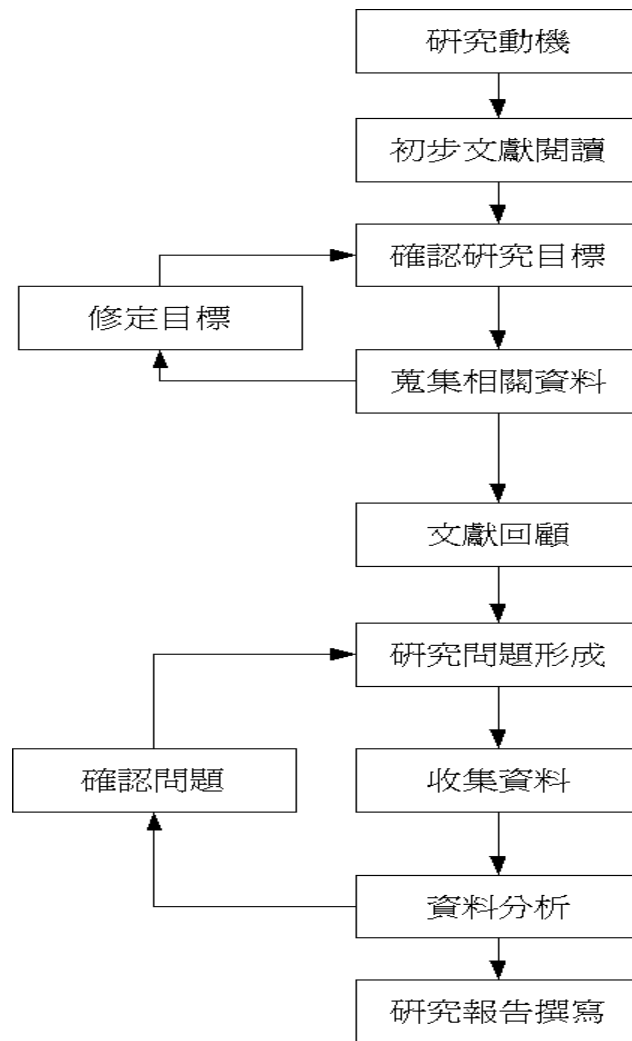 研究動機
初步文獻閱讀
確認研究目標
修定目標
蒐集相關資料
文獻回顧
研究問題形成
確認問題
收集資料
資料分析
研究報告撰寫